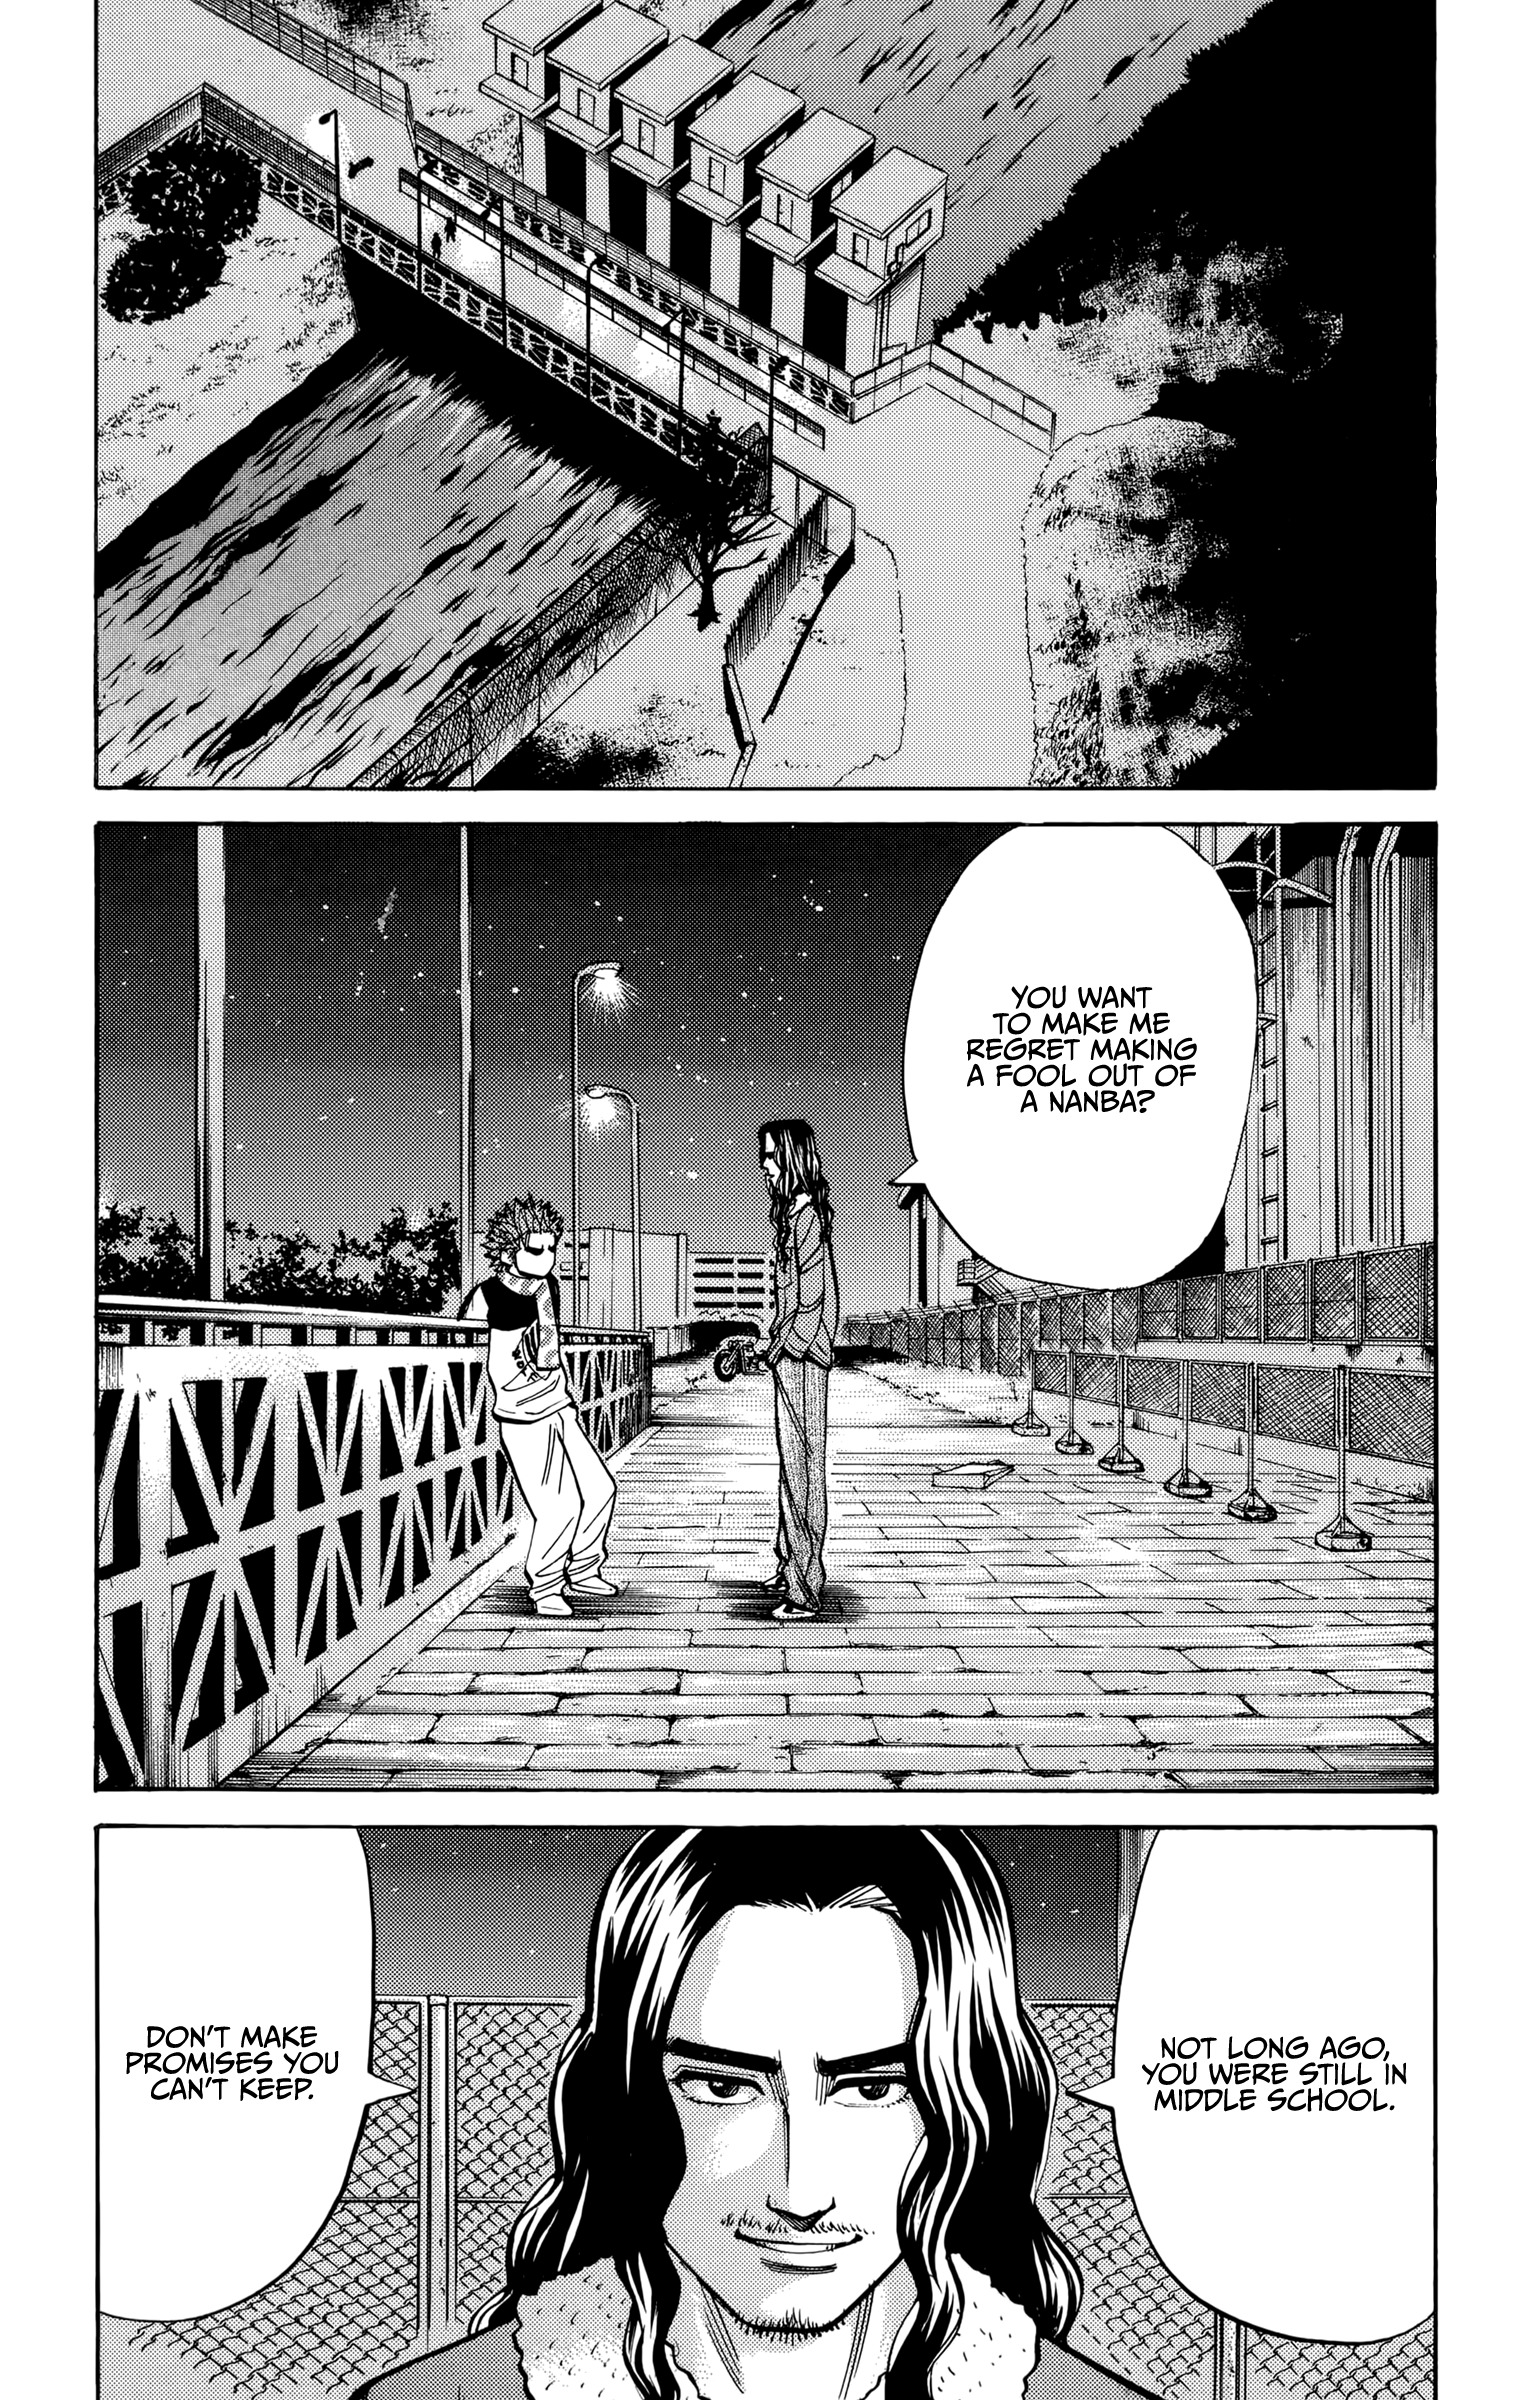 YOU WANT
TO MAKE ME
REGRET MAKING
A FOOL OUT OF
A NANBA?
NOT LONG AGO,
YOU WERE STILL IN
MIDDLE SCHOOL.
DON'T MAKE
PROMISES YOU
CAN'T KEEP.